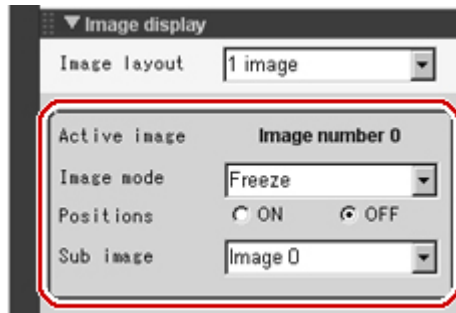 Image display
Image layout 1 image
Active image Image number 0
Image mode Freeze
Positions ON OFF
Sub image Image 0